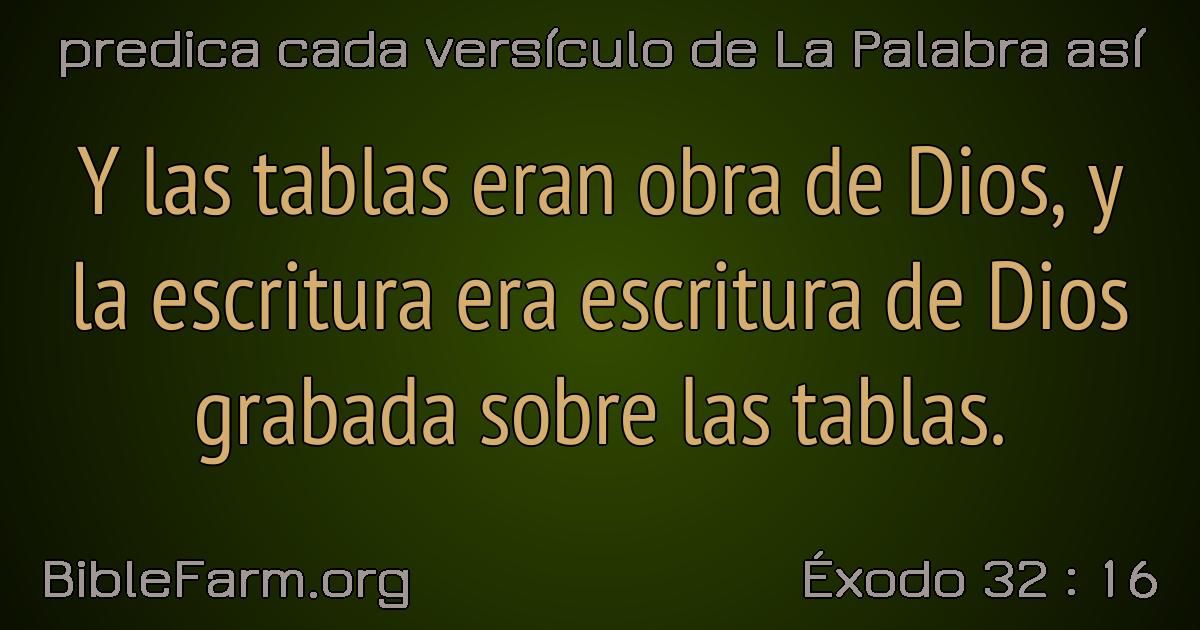 predica cada versículo de La Palabra así
Y las tablas eran obra de Dios, y
la escritura era escritura de Dios
grabada sobre las tablas.
BibleFarm.org
Éxodo 32 : 16